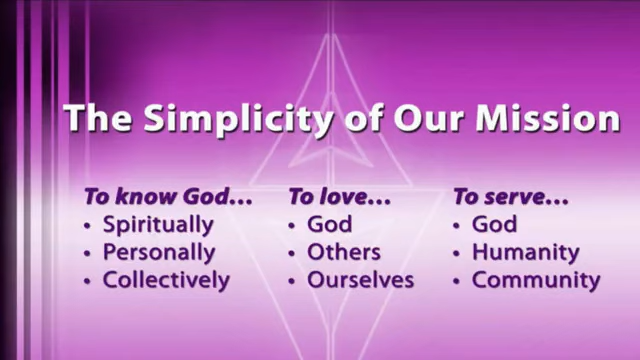 The Simplicity of Our Mission
To know God...
• Spiritually
• Personally
• Collectively
To love...
• God
• Others
• Ourselves
To serve...
• God
• Humanity
• Community